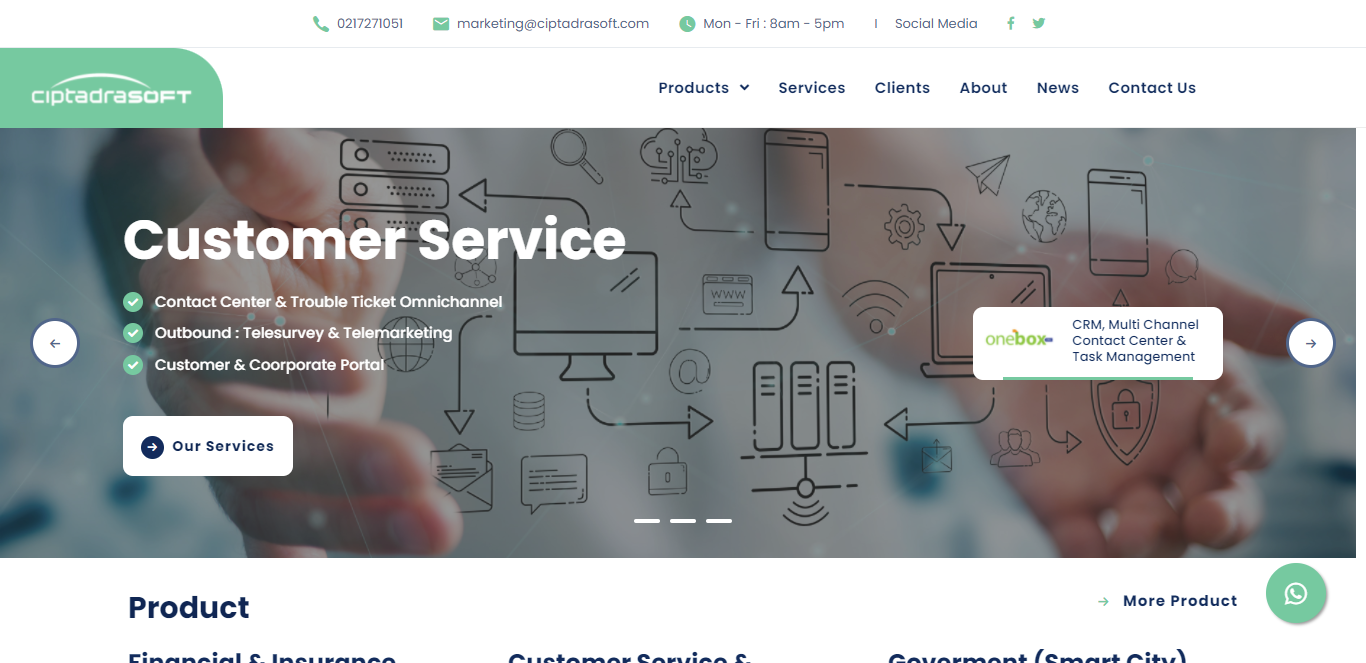 0217271051
marketing@ciptadrasoft.com
Mon - Fri : 8am - 5pm
| Social Media
ciptadrasoft
Products
Services
Clients
About
News
Contact Us
Customer Service
Contact Center & Trouble Ticket Omnichannel
Outbound : Telesurvey & Telemarketing
Customer & Coorporate Portal
Our Services
WWW
@
onebox
CRM, Multi Channel
Contact Center &
Task Management
Product
More Product
Financial & Insurance
Customer Service &
Goverment (Smart City)